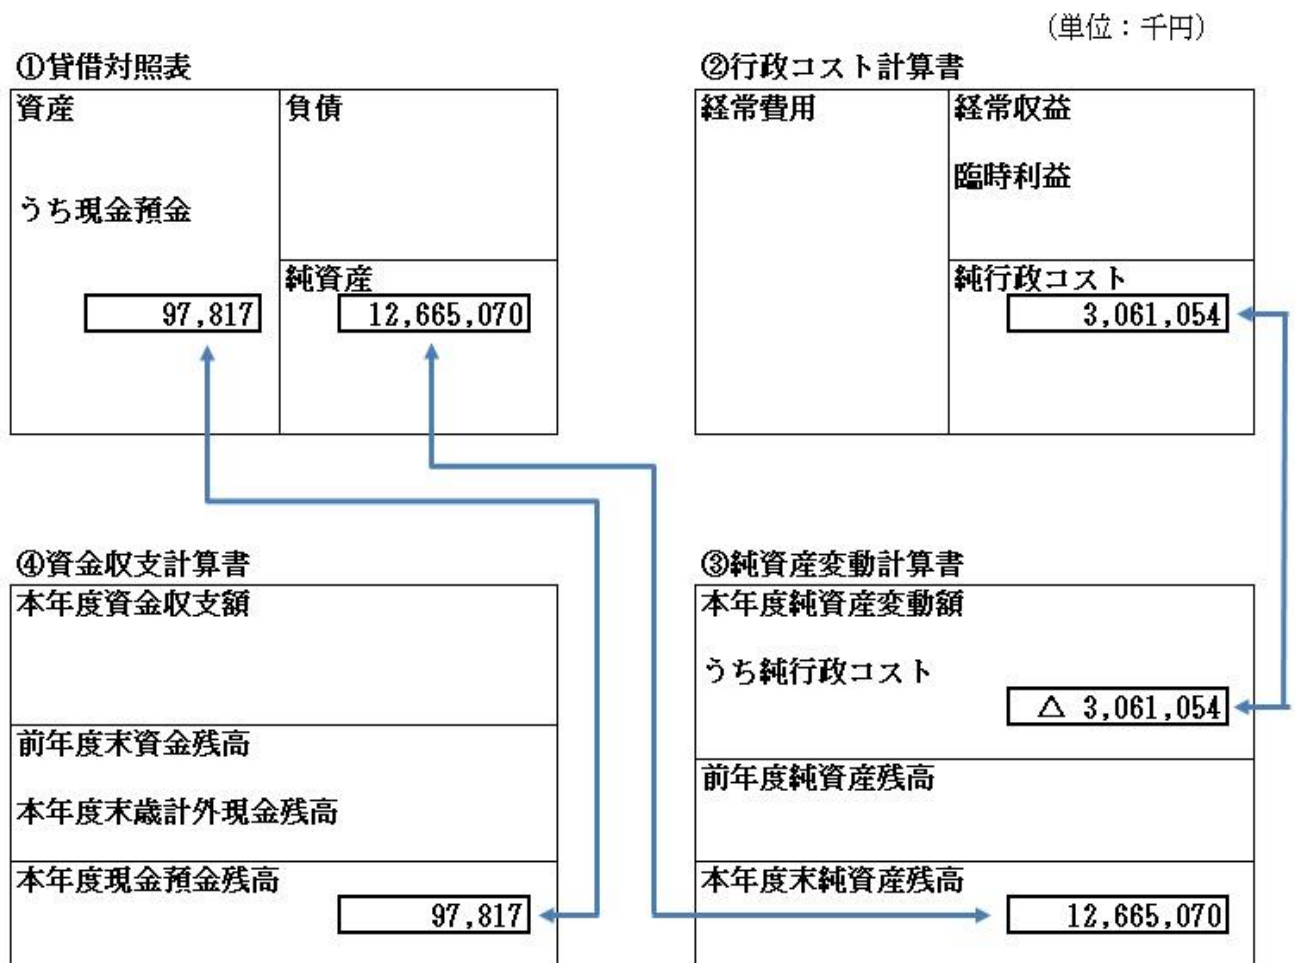 （単位：千円）
①貸借対照表
資産
負債
うち現金預金
純資産
97,817
12,665,070
②行政コスト計算書
経常費用
経常収益
臨時利益
純行政コスト
3,061,054
④資金収支計算書
本年度資金収支額
前年度末資金残高
本年度末歳計外現金残高
本年度現金預金残高
97,817
③純資産変動計算書
本年度純資産変動額
うち純行政コスト
△ 3,061,054
前年度純資産残高
本年度末純資産残高
12,665,070